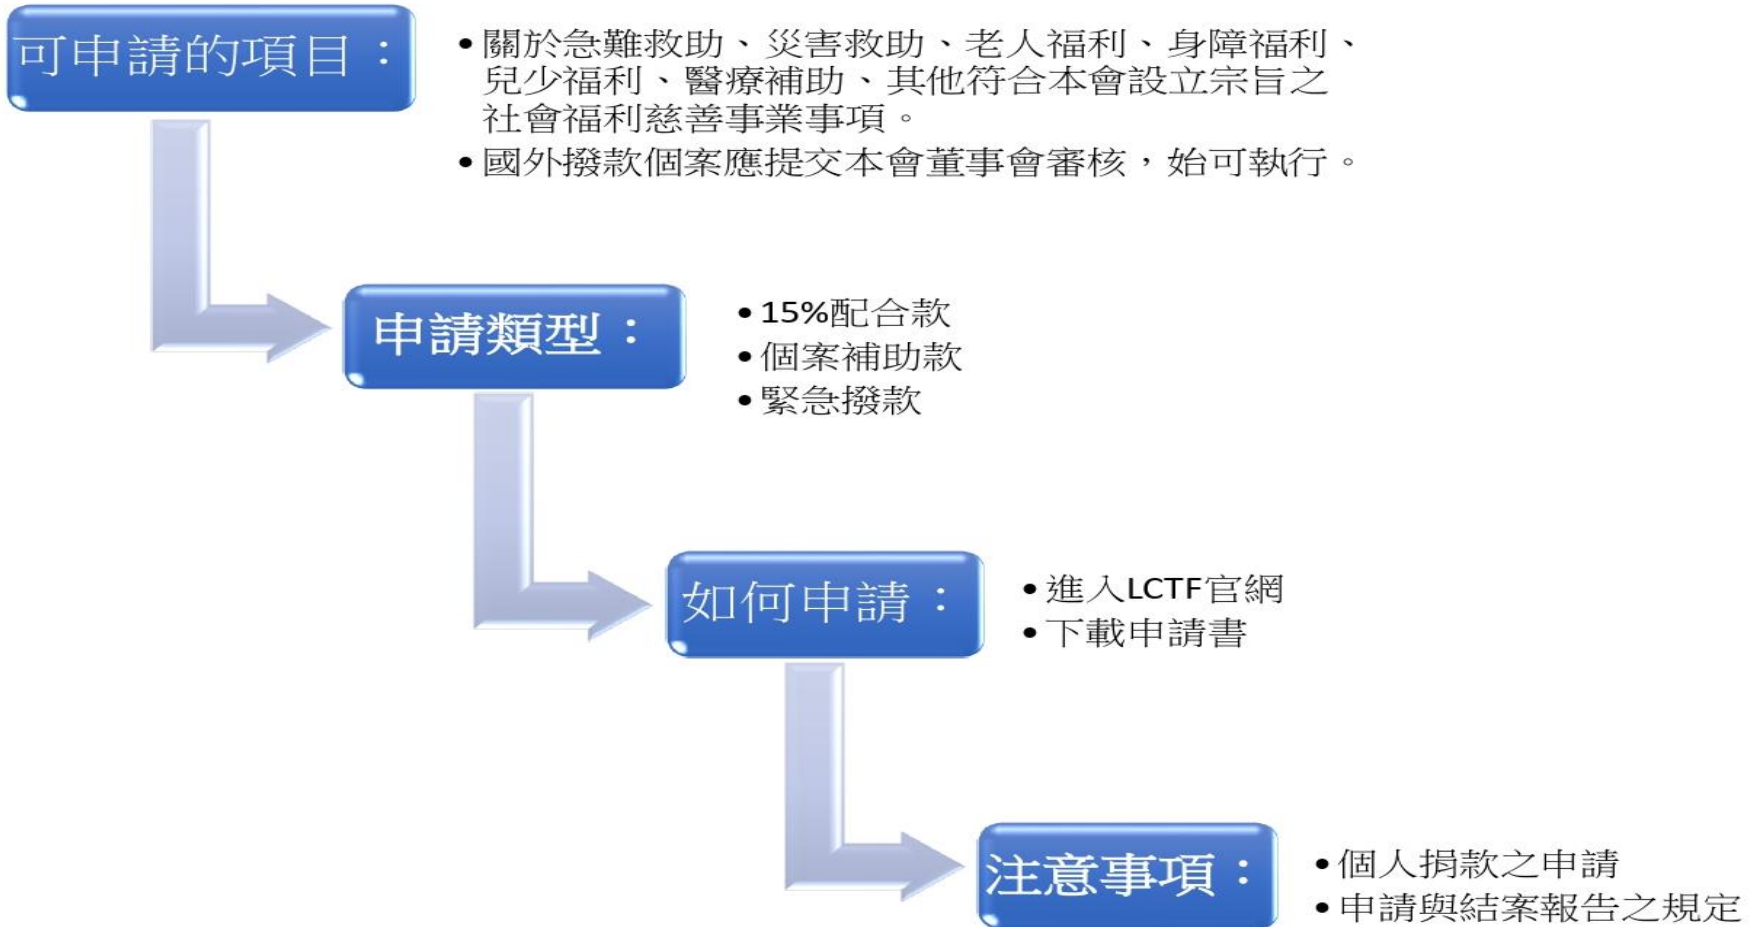 可申請的項目：
•關於急難救助、災害救助、老人福利、身障福利、
兒少福利、醫療補助、其他符合本會設立宗旨之
社會福利慈善事業事項。
•國外撥款個案應提交本會董事會審核，始可執行。
申請類型：
•15%配合款
•個案補助款
•緊急撥款
如何申請：
•進入LCTF官網
•下載申請書
注意事項：
•個人捐款之申請
•申請與結案報告之規定